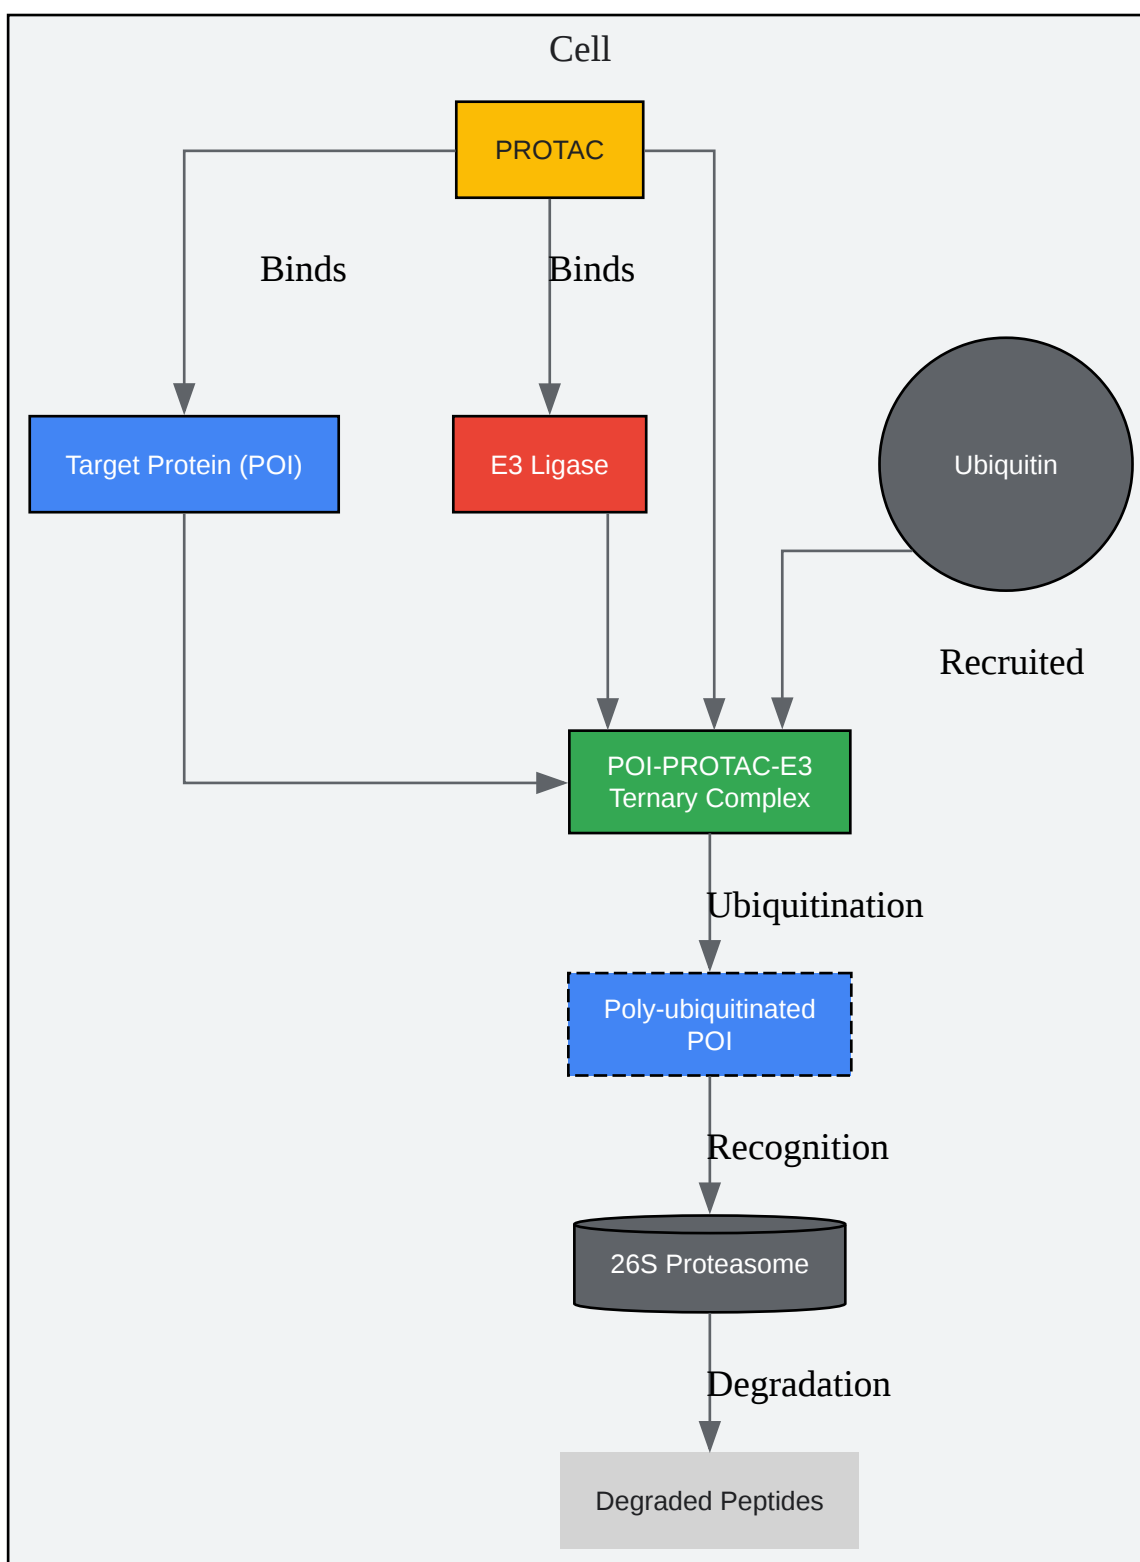 Cell
PROTAC
Binds
Binds
Target Protein (POI)
E3 Ligase
Ubiquitin
Recruited
POI-PROTAC-E3
Ternary Complex
Ubiquitination
Poly-ubiquitinated
POI
Recognition
26S Proteasome
Degradation
Degraded Peptides